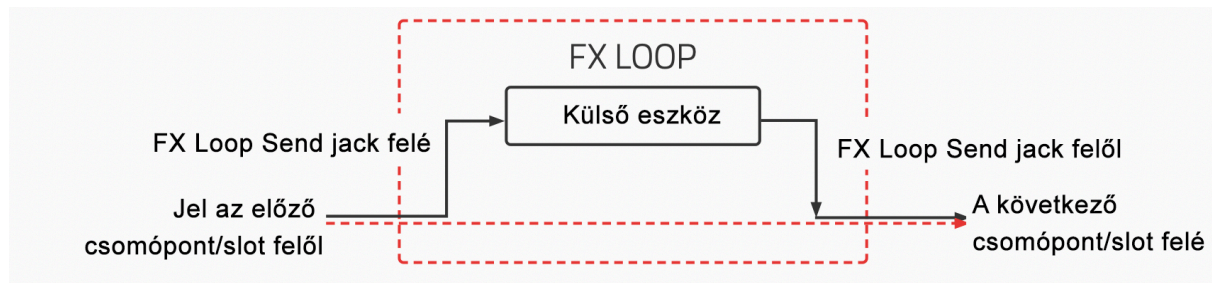 FX LOOP
Külső eszköz
FX Loop Send jack felé
FX Loop Send jack felől
Jel az előző
csomópont/slot felől
A következő
csomópont/slot felé